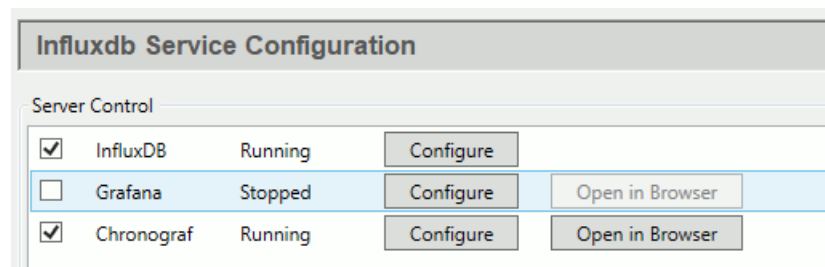 Influxdb Service Configuration
Server Control
InfluxDB Running Configure
Grafana Stopped Configure Open in Browser
Chronograf Running Configure Open in Browser